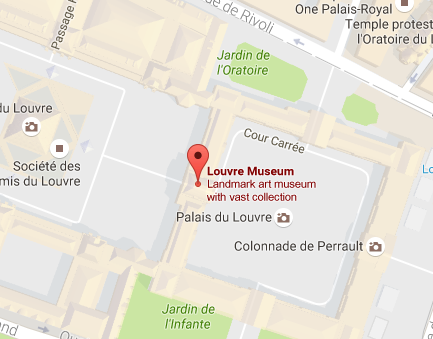 One Palais-Royal
Temple protest
l'Oratoire du L
Rue de Rivoli
Passage
Jardin de
l'Oratoire
du Louvre
Cour Carrée
Société des
mis du Louvre
Louvre Museum
Landmark art museum
with vast collection
Palais du Louvre
Colonnade de Perrault
Jardin de
l'Infante